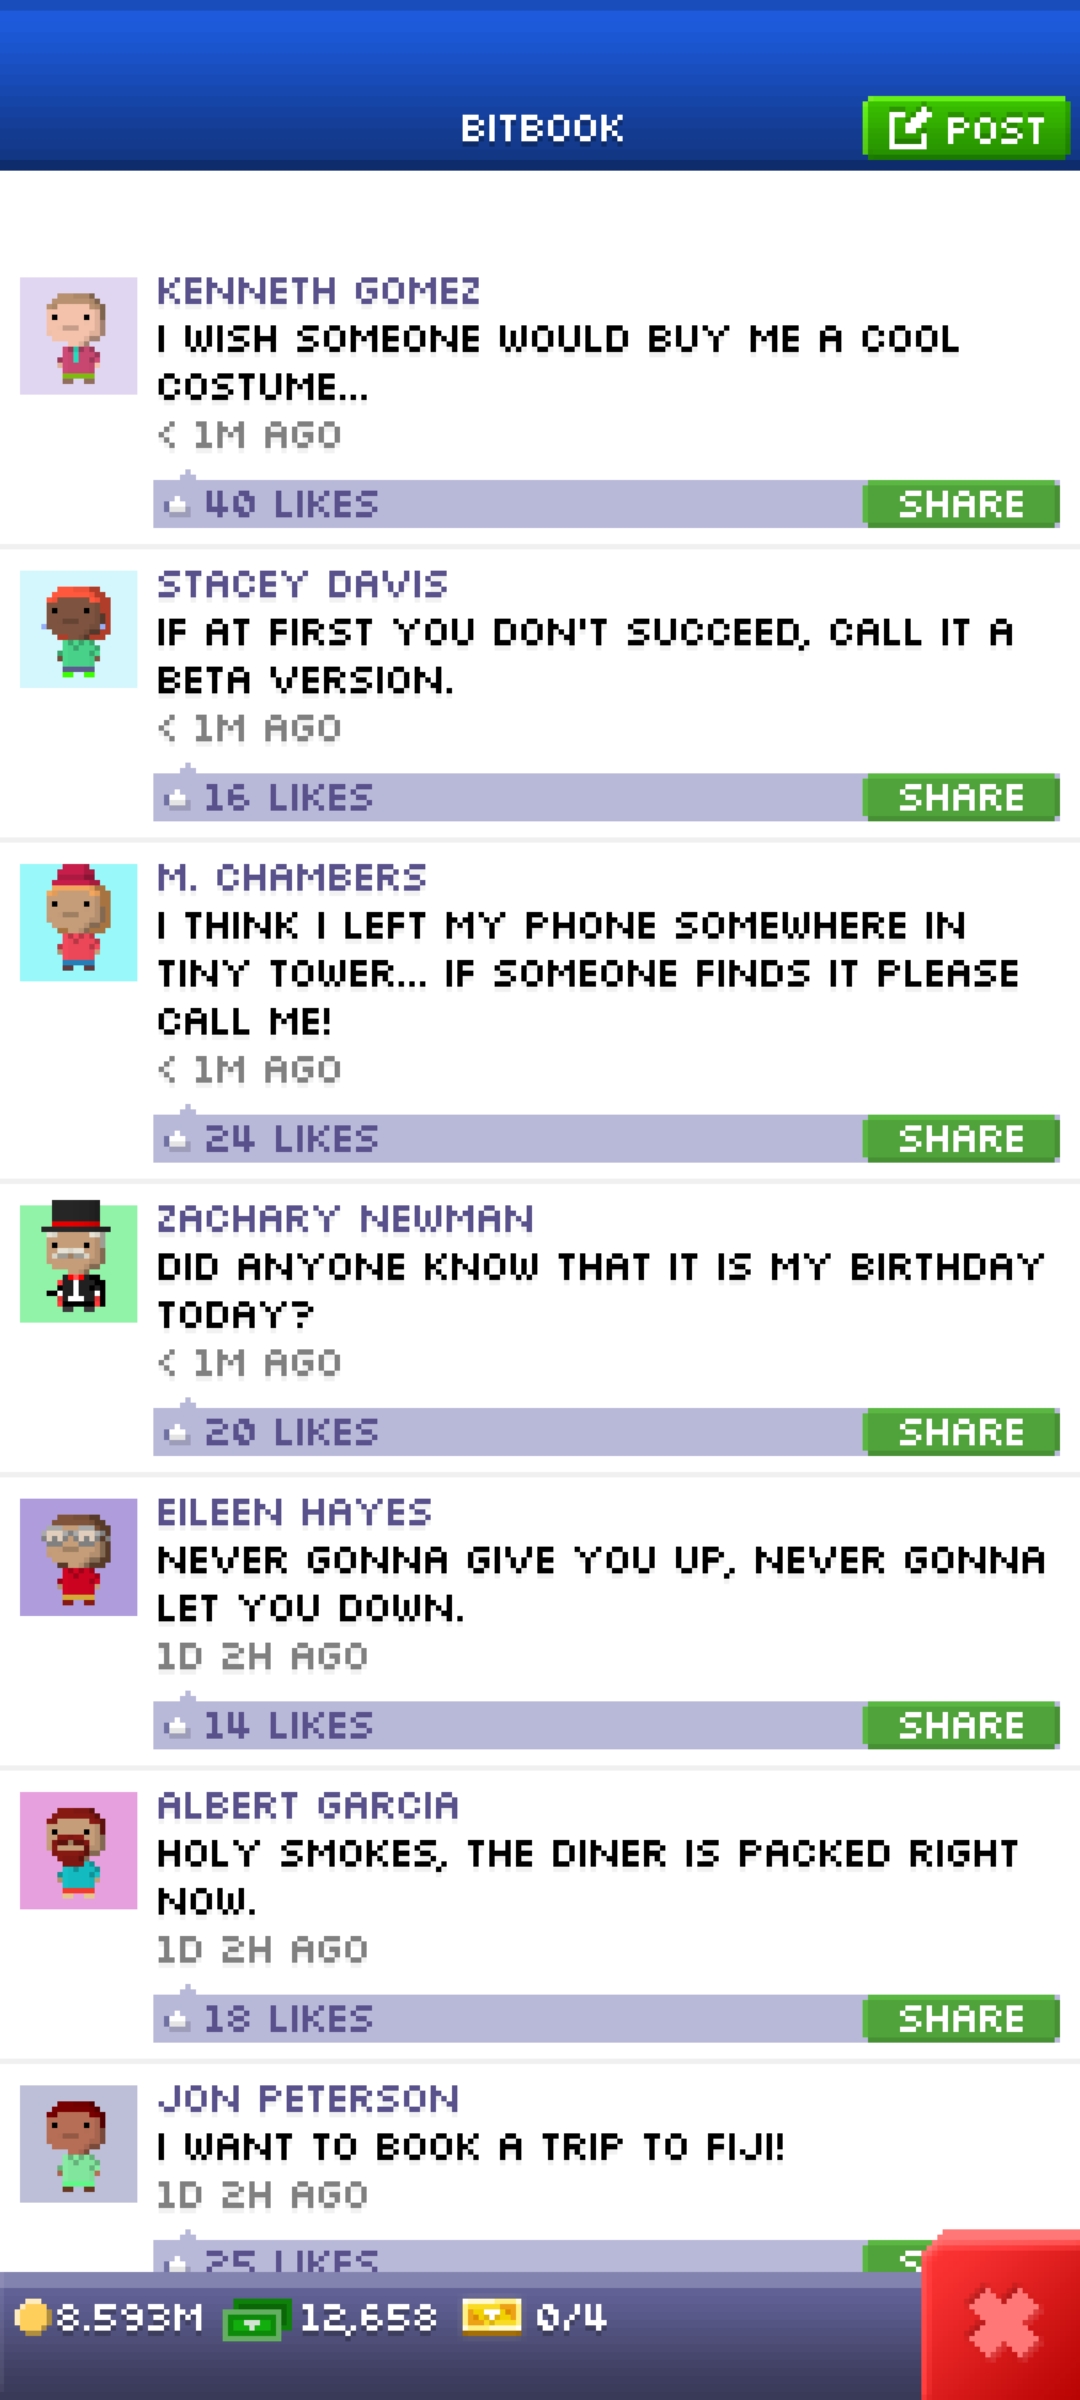 BITBOOK
POST
KENNETH GOMEZ
I WISH SOMEONE WOULD BUY ME A COOL
COSTUME...
< 1M AGO
40 LIKES
SHARE
STACEY DAVIS
IF AT FIRST YOU DON'T SUCCEED, CALL IT A
BETA VERSION.
< 1M AGO
16 LIKES
SHARE
M. CHAMBERS
I THINK I LEFT MY PHONE SOMEWHERE IN
TINY TOWER... IF SOMEONE FINDS IT PLEASE
CALL ME!
< 1M AGO
24 LIKES
SHARE
ZACHARY NEWMAN
DID ANYONE KNOW THAT IT IS MY BIRTHDAY
TODAY?
< 1M AGO
20 LIKES
SHARE
EILEEN HAYES
NEVER GONNA GIVE YOU UP, NEVER GONNA
LET YOU DOWN.
1D 2H AGO
14 LIKES
SHARE
ALBERT GARCIA
HOLY SMOKES, THE DINER IS PACKED RIGHT
NOW.
1D 2H AGO
18 LIKES
SHARE
JON PETERSON
I WANT TO BOOK A TRIP TO FIJI!
1D 2H AGO
25 LIKES
8.593M 12,658 0/4